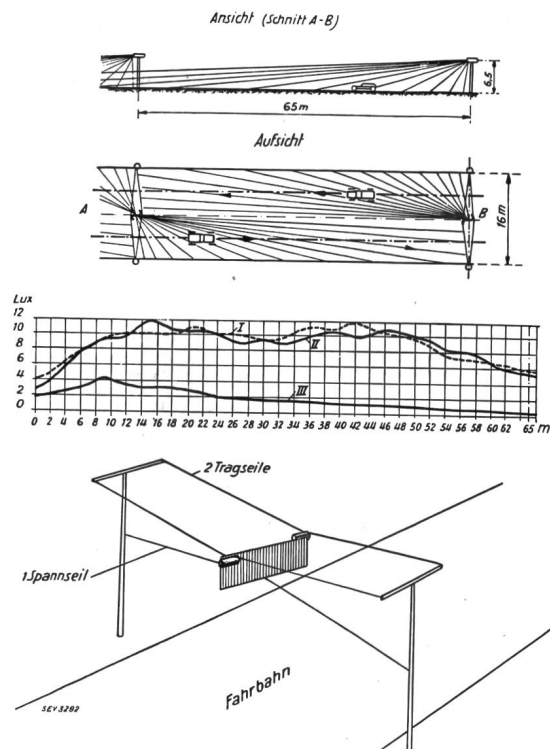 Ansicht (Schnitt A-B)
6,5
65m
Aufsicht
A
B
16m
Lux
12
10
8
6
4
2
0
I
II
III
0 2 4 6 8 10 12 14 16 18 20 22 24 26 28 30 32 34 36 38 40 42 44 46 48 50 52 54 56 58 60 62 65 m
2 Tragseile
1 Spannseil
Fahrbahn
SEV 3282